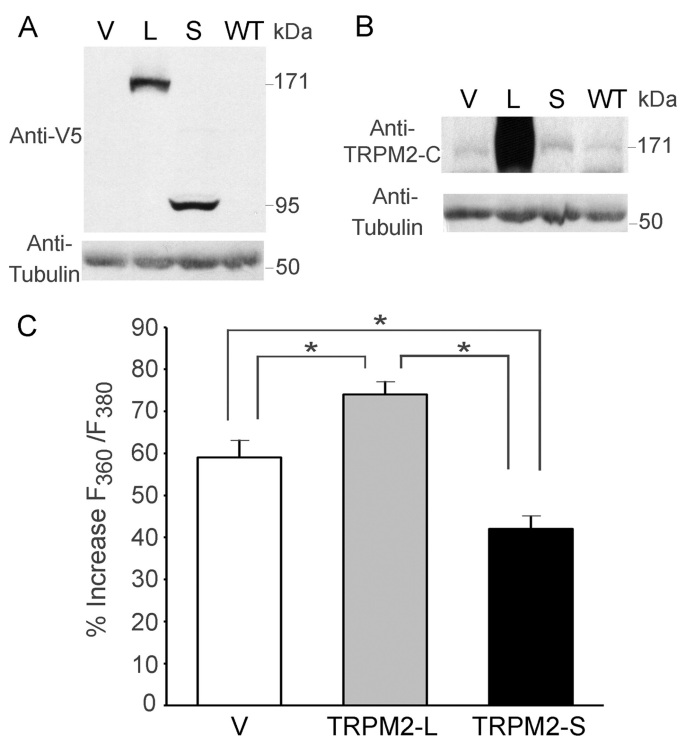 A
V L S WT kDa
171
Anti-V5
95
Anti-
Tubulin
50
B
V L S WT kDa
Anti-
TRPM2-C
171
Anti-
Tubulin
50
C
% Increase F360/F380
90
80
70
60
50
40
30
20
10
0
*
*
*
V TRPM2-L TRPM2-S